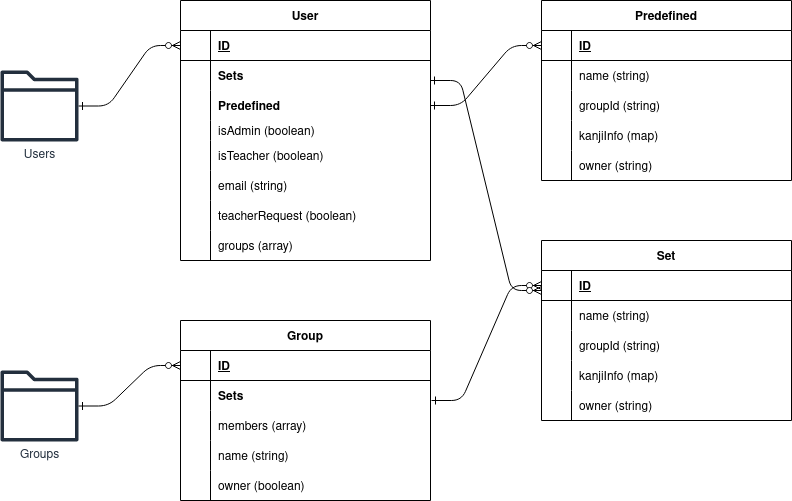 Users
User
ID
Sets
Predefined
isAdmin (boolean)
isTeacher (boolean)
email (string)
teacherRequest (boolean)
groups (array)
Predefined
ID
name (string)
groupId (string)
kanjiInfo (map)
owner (string)
Set
ID
name (string)
groupId (string)
kanjiInfo (map)
owner (string)
Groups
Group
ID
Sets
members (array)
name (string)
owner (boolean)